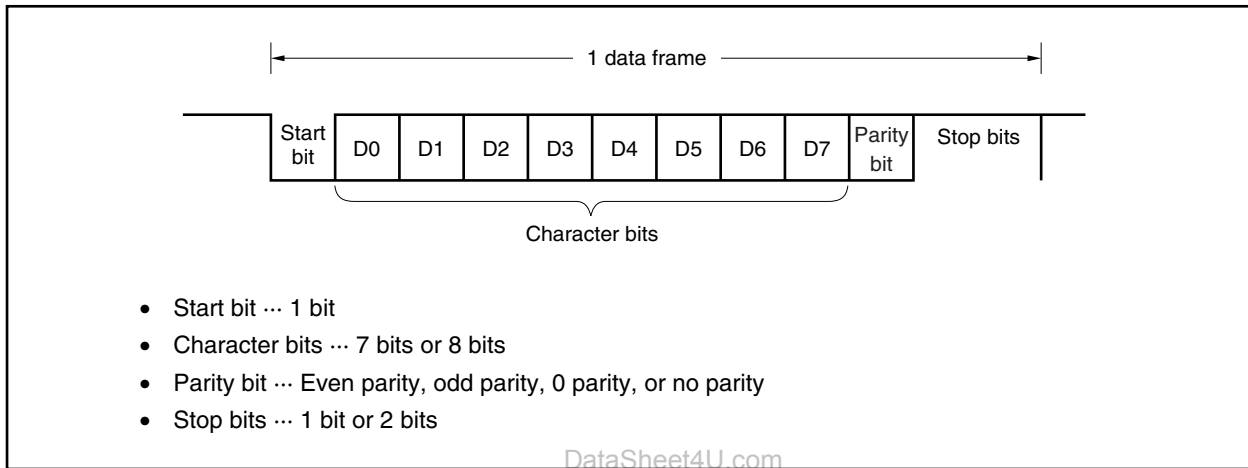 1 data frame
Start bit D0 D1 D2 D3 D4 D5 D6 D7 Parity bit Stop bits
Character bits
• Start bit ··· 1 bit
• Character bits ··· 7 bits or 8 bits
• Parity bit ··· Even parity, odd parity, 0 parity, or no parity
• Stop bits ··· 1 bit or 2 bits
DataSheet4U.com